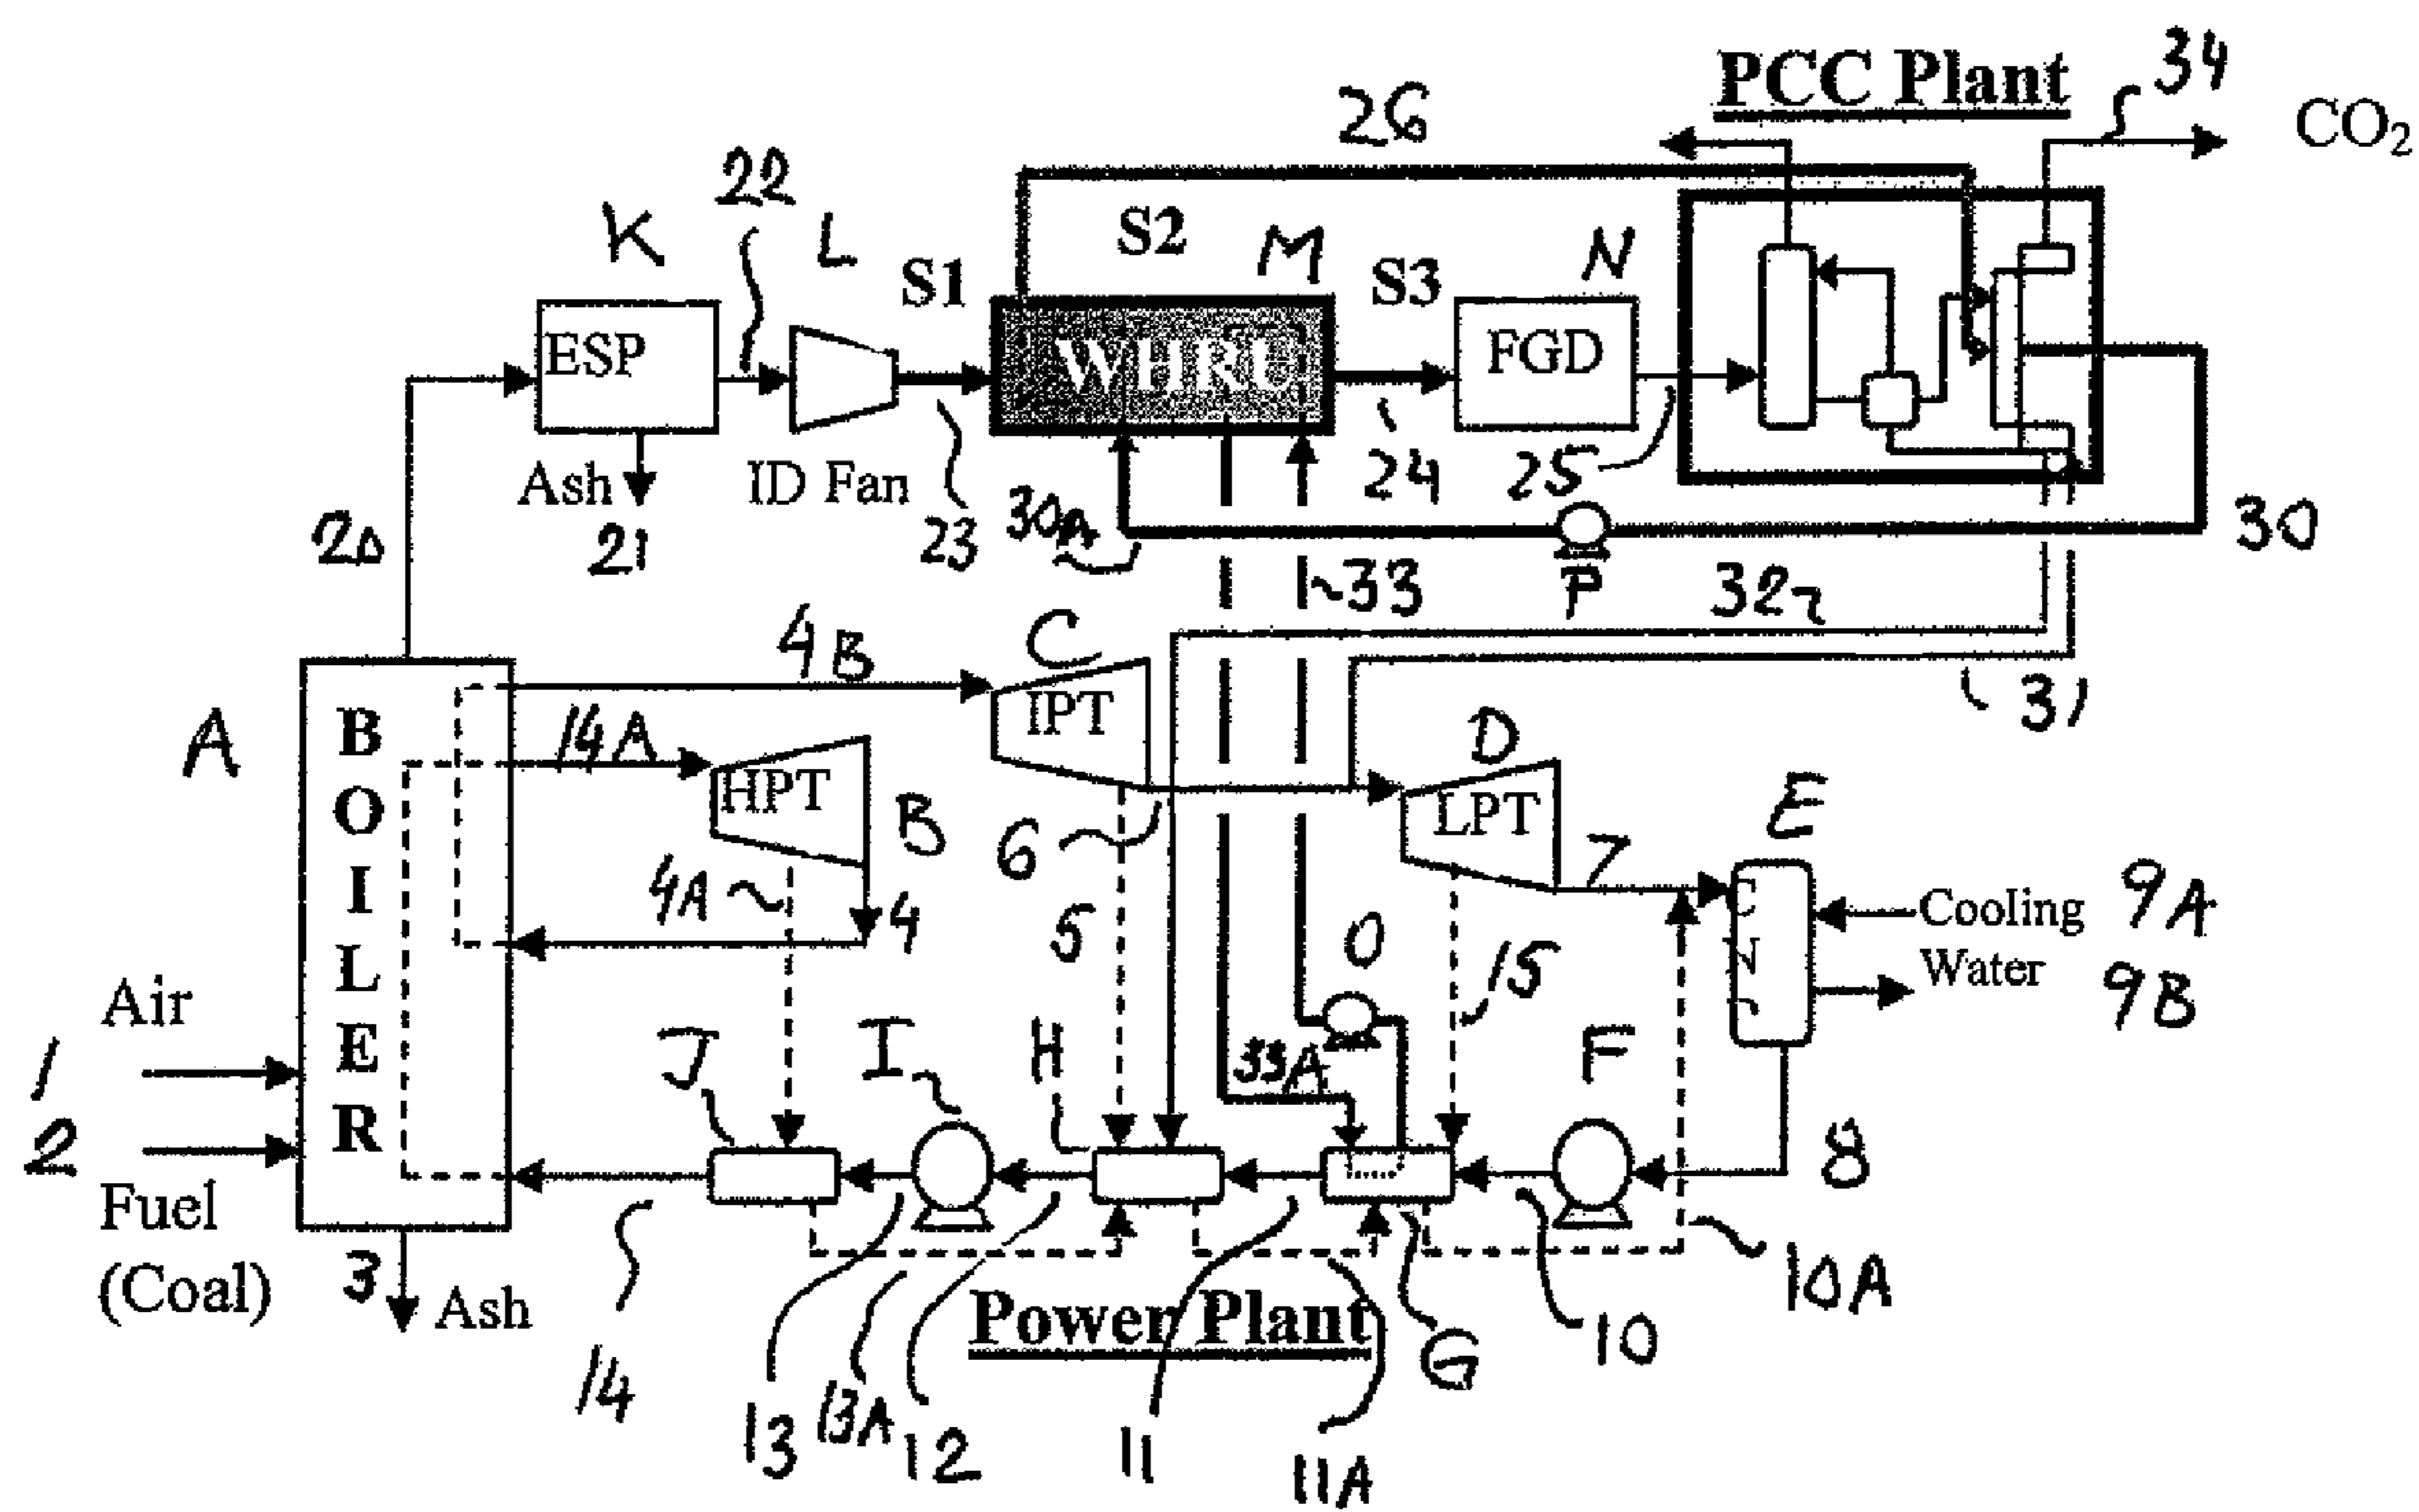 PCC Plant
34
CO2
26
22
K
L
S1
S2
M
S3
N
ESP
WHRU
FGD
Ash
21
ID Fan
23
30A
24
25
30
20
33
P
32
31
4B
C
IPT
A
14A
HPT
B
D
LPT
E
6
7
4A
4
5
O
15
Cooling
Water
9A
9B
C
N
D
BOILER
Air
1
2
Fuel
(Coal)
3
Ash
J
I
H
33A
F
8
14
13
13A
12
Power Plant
11
11A
G
10
10A